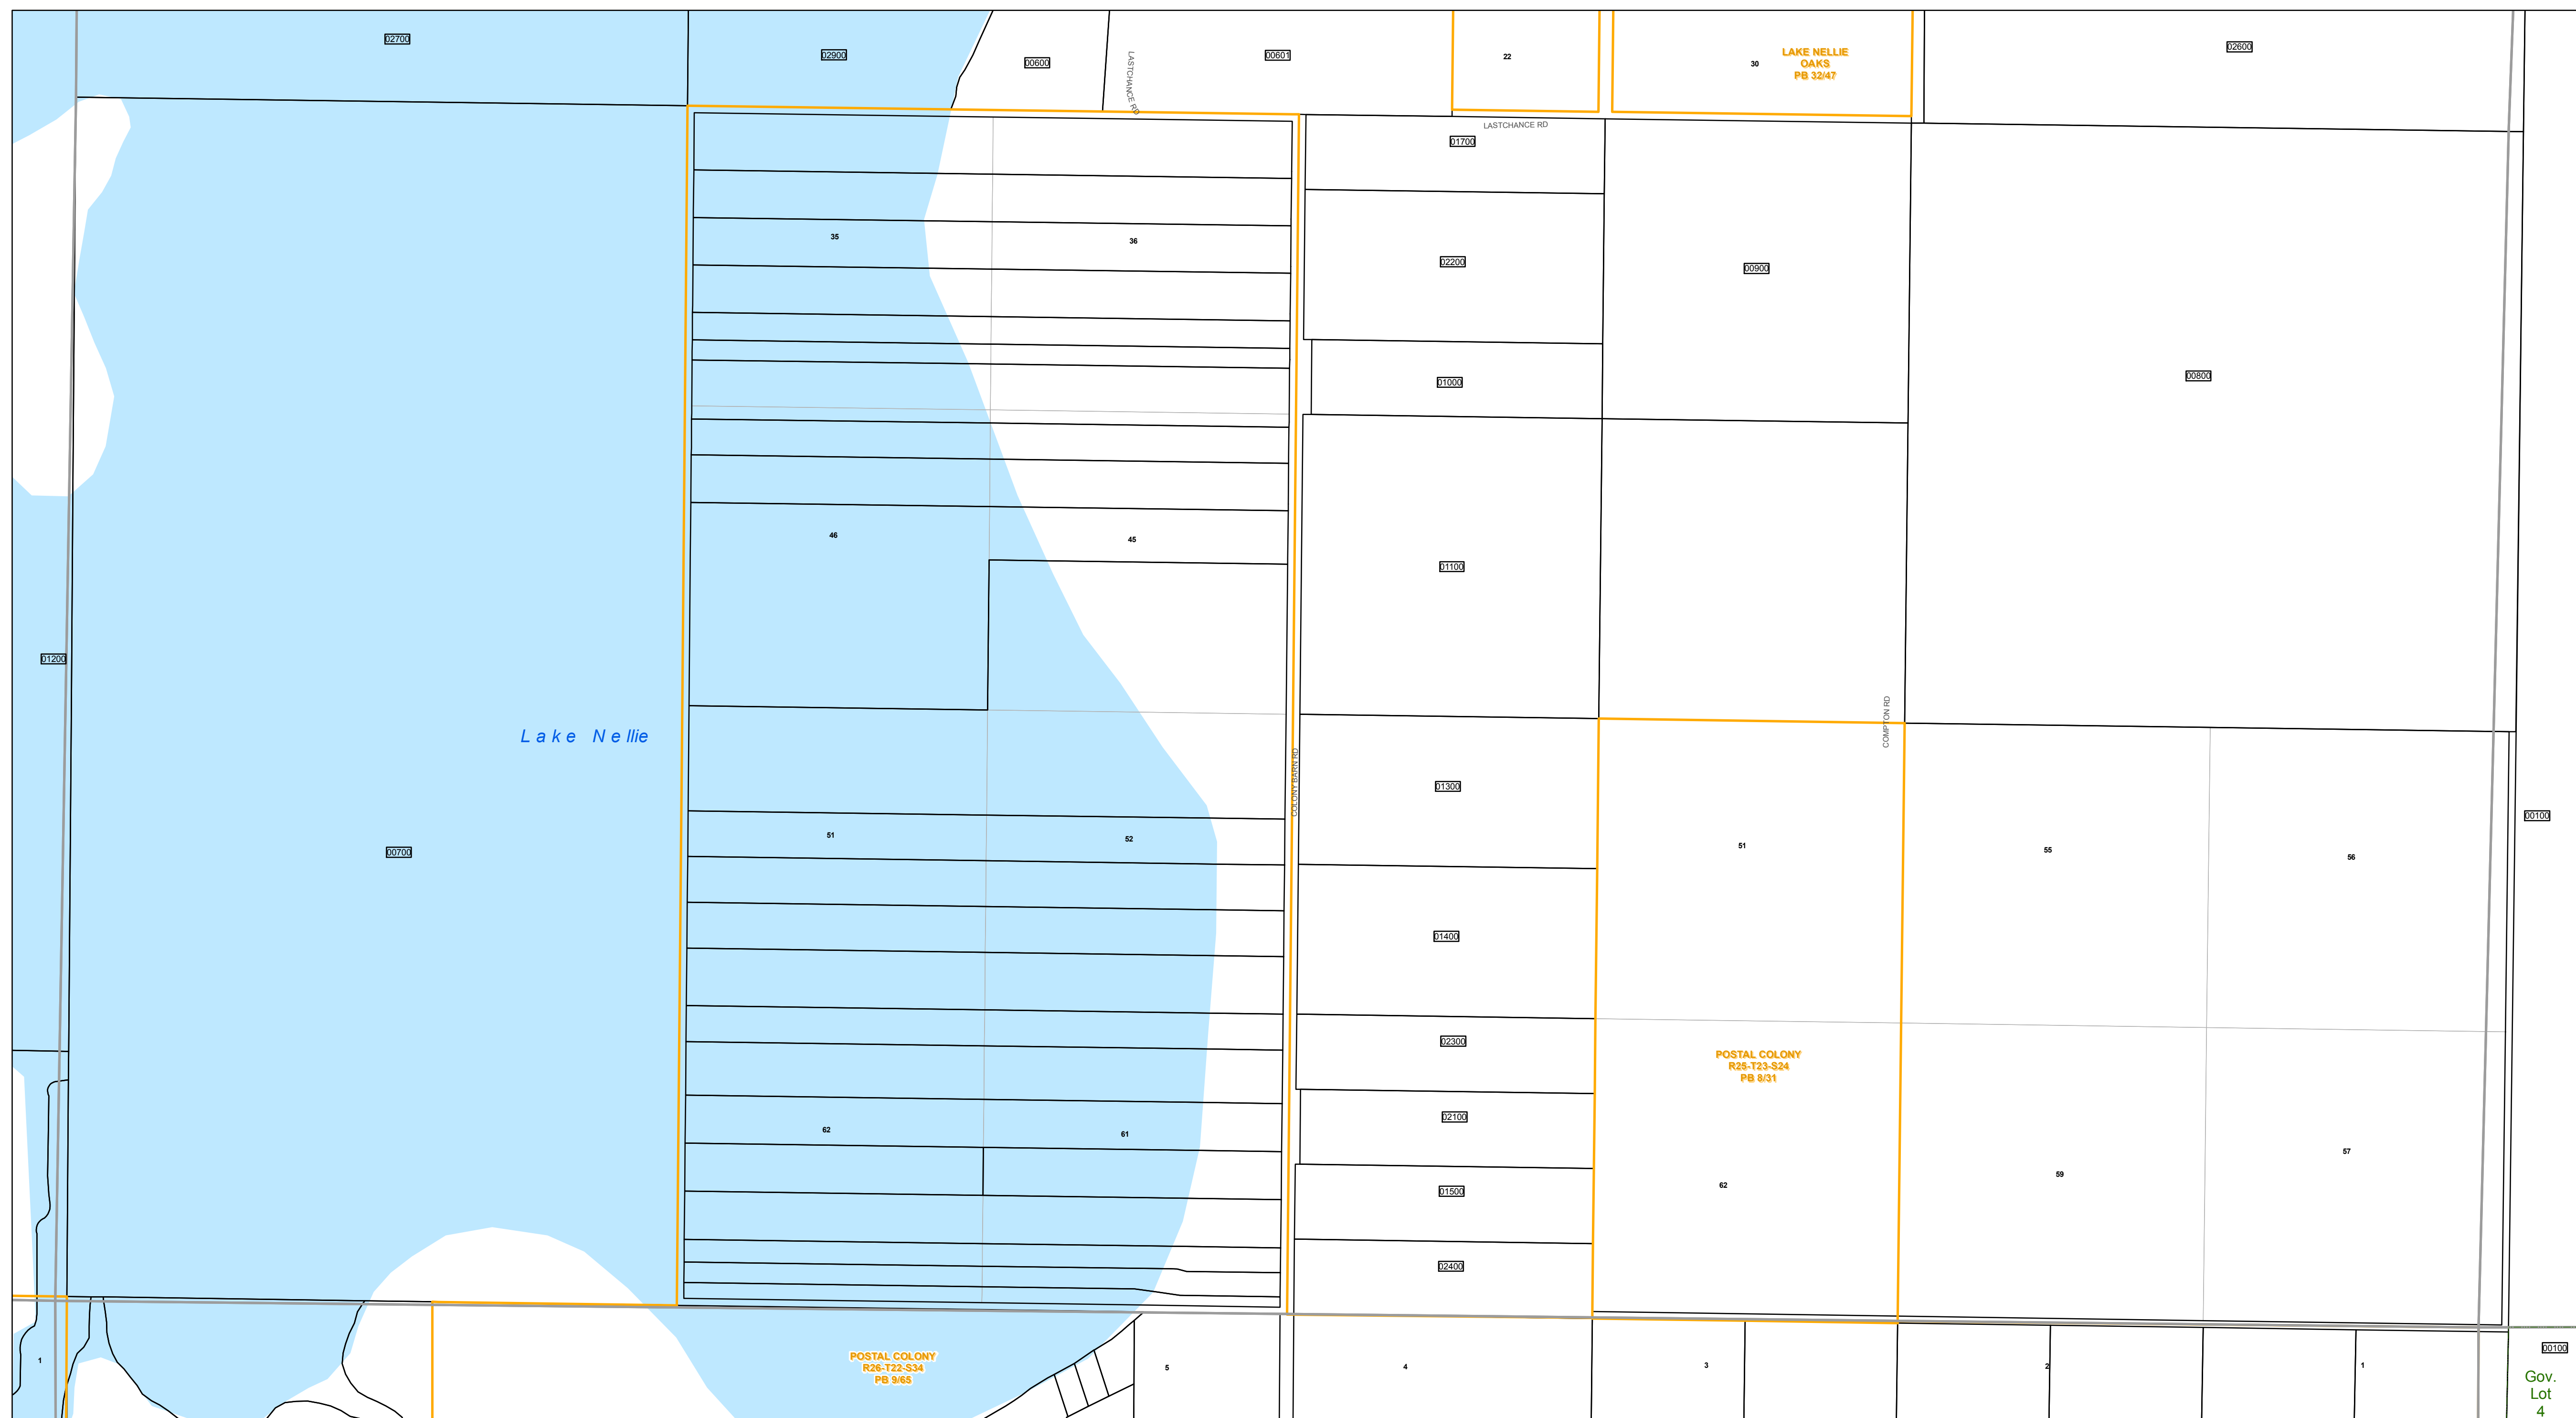 02700
02900
00600
LASTCHANCE RD
00601
22
30
LAKE NELLIE
OAKS
PB 32/47
02600
LASTCHANCE RD
01700
35
36
02200
00900
01000
00800
46
45
01100
01200
Lake Nellie
COMPTON RD
COLONY BARN RD
01300
00100
00700
51
52
51
55
56
01400
02300
POSTAL COLONY
R25-T23-S24
PB 8/31
02100
62
61
57
59
01500
62
02400
1
POSTAL COLONY
R26-T22-S34
PB 9/65
5
4
3
2
1
00100
Gov.
Lot
4